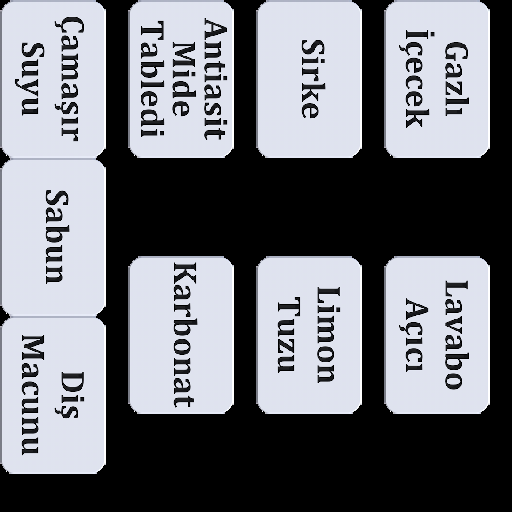 Gazlı
İçecek
Lavabo
Açıcı
Sirke
Limon
Tuzu
Antiasit
Mide
Tabledi
Karbonat
Çamaşır
Suyu
Sabun
Diş
Macunu